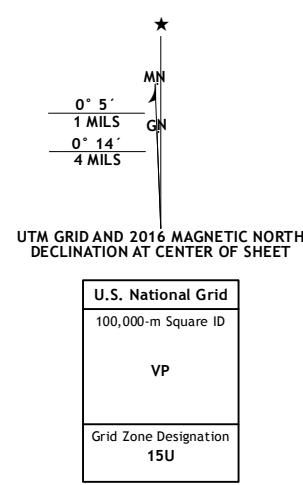 ★
MN
0° 5´
1 MILS
GN
0° 14´
4 MILS
UTM GRID AND 2016 MAGNETIC NORTH
DECLINATION AT CENTER OF SHEET
U.S. National Grid
100,000-m Square ID
VP
Grid Zone Designation
15U